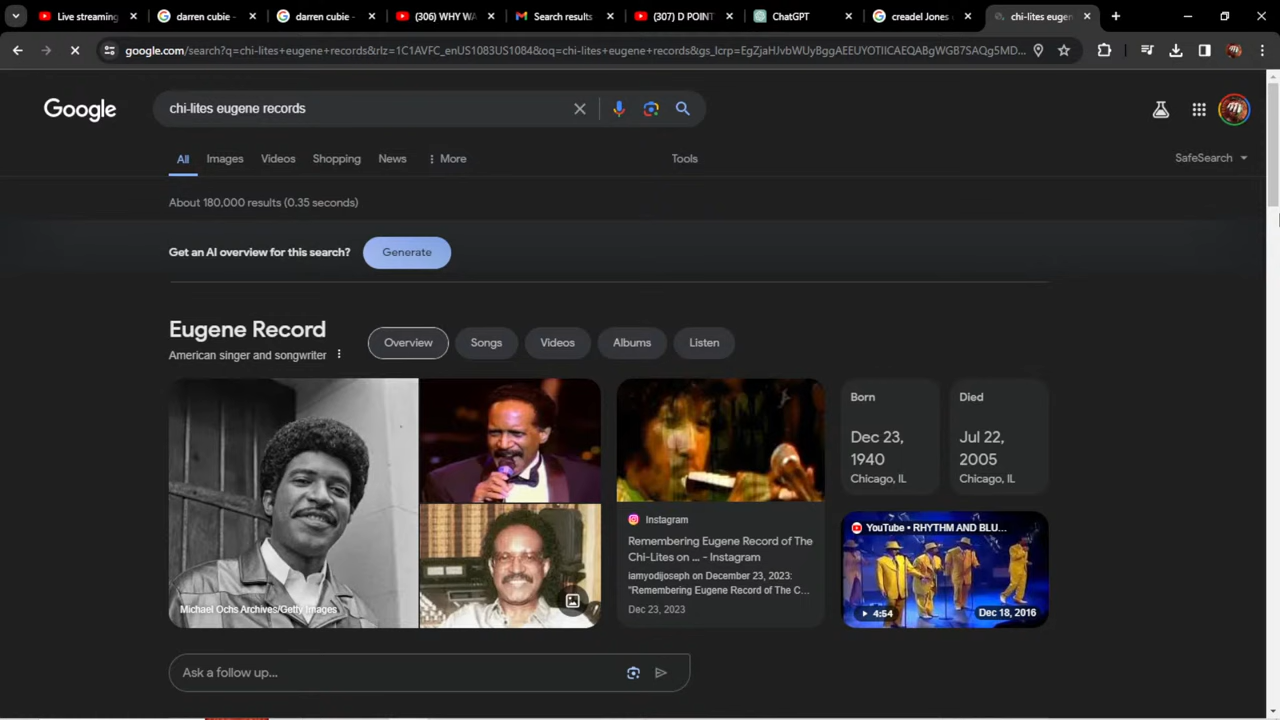 Live streaming
darren cubie -
darren cubie -
(306) WHY WA
Search results
(307) D POINT
ChatGPT
creadel Jones
chi-lites eugen
google.com/search?q=chi-lites+eugene+records&rlz=1C1AVFC_enUS1083US1084&oq=chi-lites+eugene+records&gs_lcrp=EgZjaHJvbWUyBggAEEUYOTIICAEQABgWGB7SAQg5MD...
Google
chi-lites eugene records
All
Images
Videos
Shopping
News
More
Tools
SafeSearch
About 180,000 results (0.35 seconds)
Get an AI overview for this search?
Generate
Eugene Record
American singer and songwriter
Overview
Songs
Videos
Albums
Listen
Michael Ochs Archives/Getty Images
Instagram
Remembering Eugene Record of The
Chi-Lites on ... - Instagram
iamyodijoseph on December 23, 2023:
"Remembering Eugene Record of The C...
Dec 23, 2023
Born
Dec 23,
1940
Chicago, IL
Died
Jul 22,
2005
Chicago, IL
YouTube • RHYTHM AND BLU...
4:54
Dec 18, 2016
Ask a follow up...